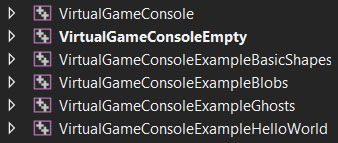 VirtualGameConsole
VirtualGameConsoleEmpty
VirtualGameConsoleExampleBasicShapes
VirtualGameConsoleExampleBlobs
VirtualGameConsoleExampleGhosts
VirtualGameConsoleExampleHelloWorld